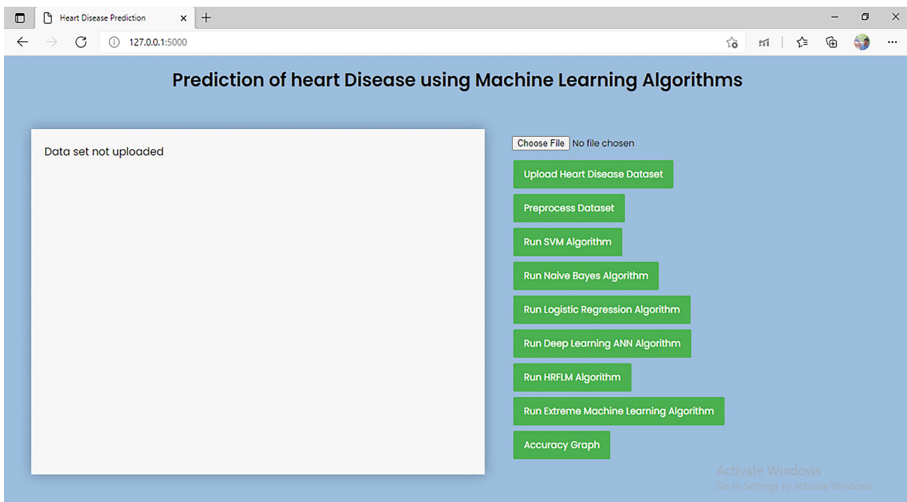 Heart Disease Prediction
127.0.0.1:5000
Prediction of heart Disease using Machine Learning Algorithms
Data set not uploaded
Choose File No file chosen
Upload Heart Disease Dataset
Preprocess Dataset
Run SVM Algorithm
Run Naive Bayes Algorithm
Run Logistic Regression Algorithm
Run Deep Learning ANN Algorithm
Run HRFLM Algorithm
Run Extreme Machine Learning Algorithm
Accuracy Graph
Activate Windows
Go to Settings to activate Windows.